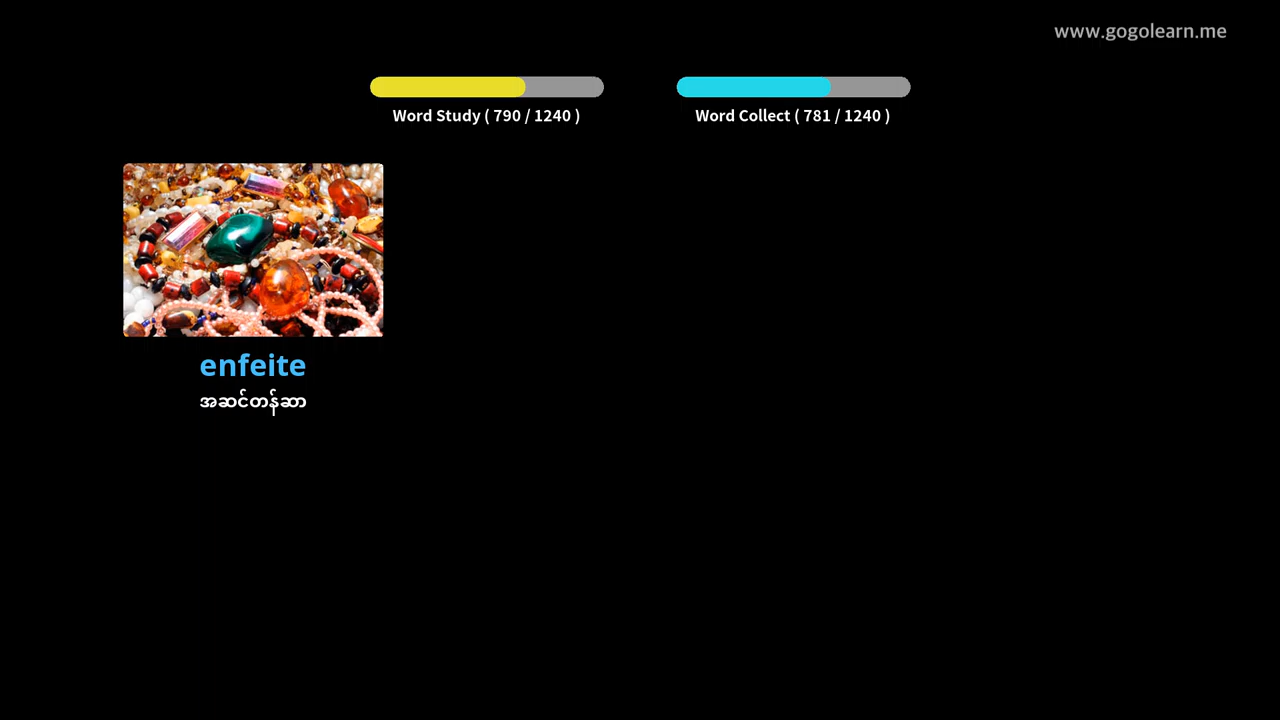 www.gogolearn.me
Word Study ( 790 / 1240 )
Word Collect ( 781 / 1240 )
enfeite
အဆင်တန်ဆာ